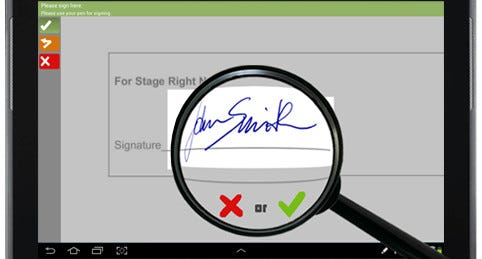 Please sign here.
Please use your pen for signing.
For Stage Right N
Signature
or